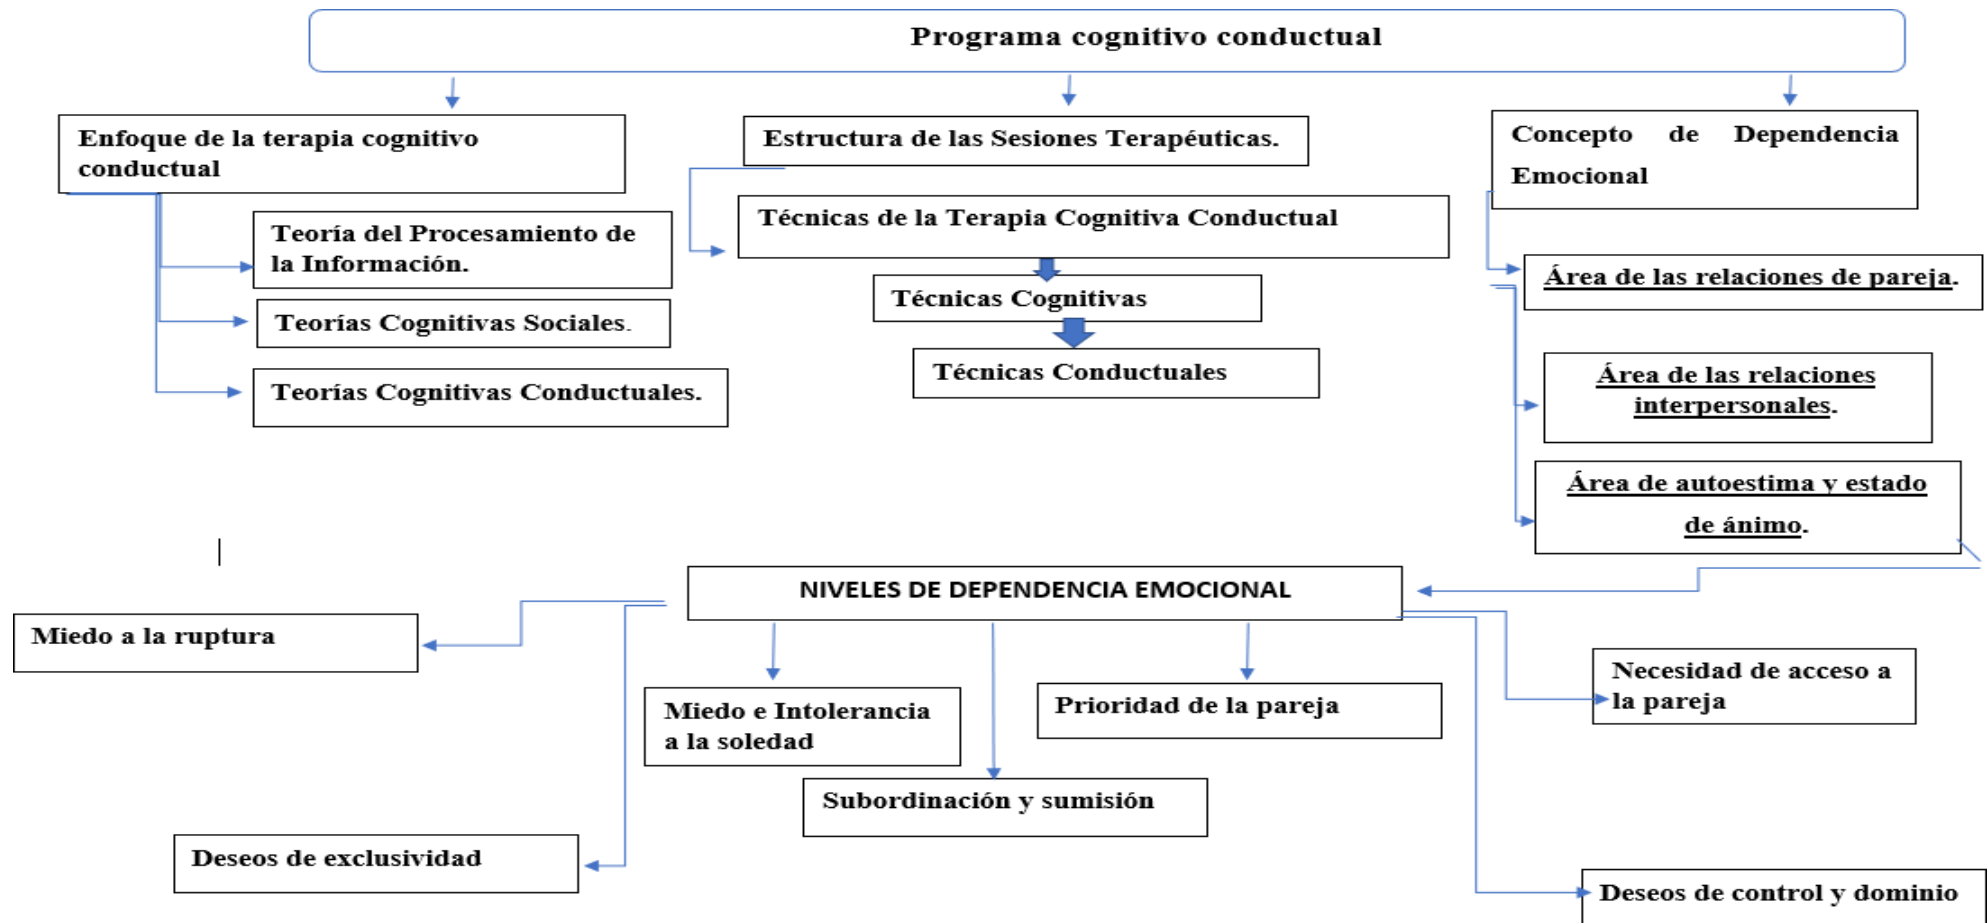 Programa cognitivo conductual
Enfoque de la terapia cognitivo
conductual
Teoría del Procesamiento de
la Información.
Teorías Cognitivas Sociales.
Teorías Cognitivas Conductuales.
Estructura de las Sesiones Terapéuticas.
Técnicas de la Terapia Cognitiva Conductual
Técnicas Cognitivas
Técnicas Conductuales
Concepto de Dependencia
Emocional
Área de las relaciones de pareja.
Área de las relaciones
interpersonales.
Área de autoestima y estado
de ánimo.
NIVELES DE DEPENDENCIA EMOCIONAL
Miedo a la ruptura
Deseos de exclusividad
Miedo e Intolerancia
a la soledad
Subordinación y sumisión
Prioridad de la pareja
Necesidad de acceso a
la pareja
Deseos de control y dominio